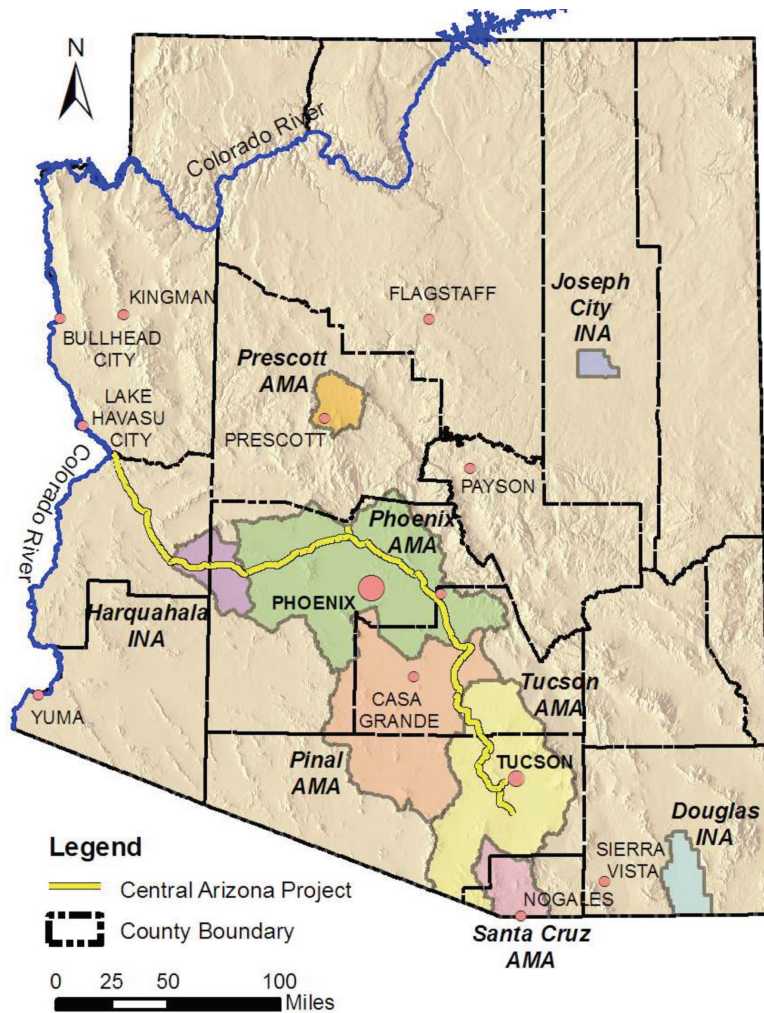 N
Colorado River
KINGMAN
FLAGSTAFF
Joseph
City
INA
BULLHEAD
CITY
Prescott
AMA
LAKE
HAVASU
CITY
PRESCOTT
Colorado River
PAYSON
Phoenix
AMA
PHOENIX
Harquahala
INA
Tucson
AMA
CASA
GRANDE
YUMA
Pinal
AMA
TUCSON
Douglas
INA
SIERRA
VISTA
NOGALES
Santa Cruz
AMA
Legend
Central Arizona Project
County Boundary
0 25 50 100
Miles